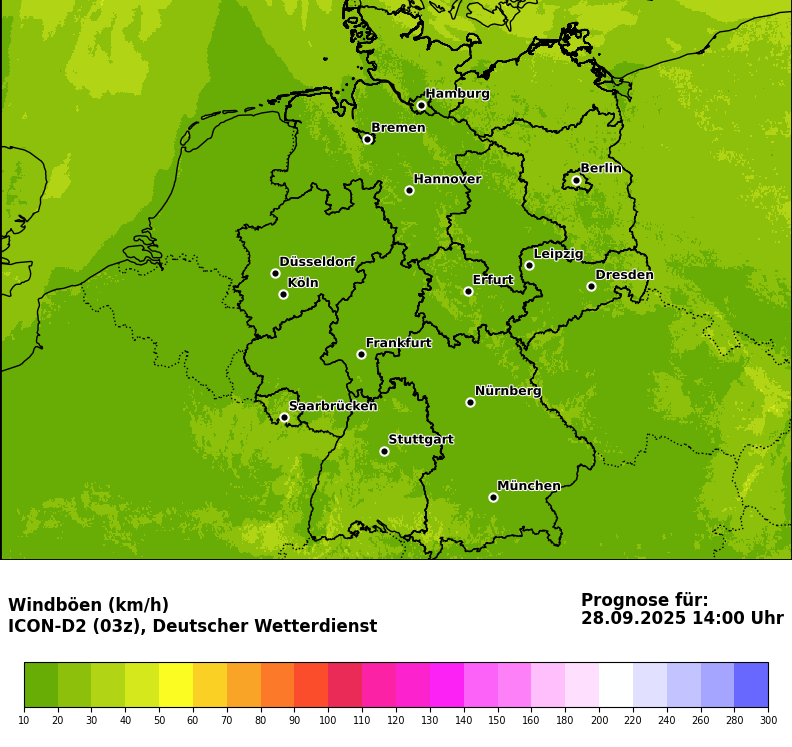 Hamburg
Bremen
Berlin
Hannover
Leipzig
Düsseldorf
Dresden
Köln
Erfurt
Frankfurt
Nürnberg
Saarbrücken
Stuttgart
München
Windböen (km/h)
ICON-D2 (03z), Deutscher Wetterdienst
Prognose für:
28.09.2025 14:00 Uhr
10 20 30 40 50 60 70 80 90 100 110 120 130 140 150 160 180 200 220 240 260 280 300